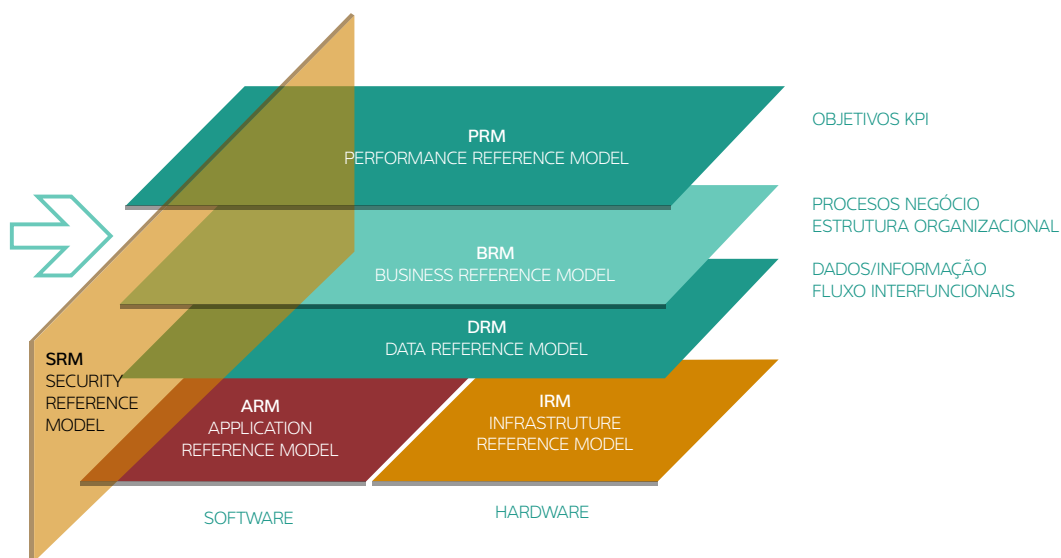 PRM
PERFORMANCE REFERENCE MODEL
OBJETIVOS KPI
BRM
BUSINESS REFERENCE MODEL
PROCESOS NEGÓCIO
ESTRUTURA ORGANIZACIONAL
DRM
DATA REFERENCE MODEL
DADOS/INFORMAÇÃO
FLUXO INTERFUNCIONAIS
SRM
SECURITY
REFERENCE
MODEL
ARM
APPLICATION
REFERENCE MODEL
IRM
INFRASTRUTURE
REFERENCE MODEL
SOFTWARE
HARDWARE